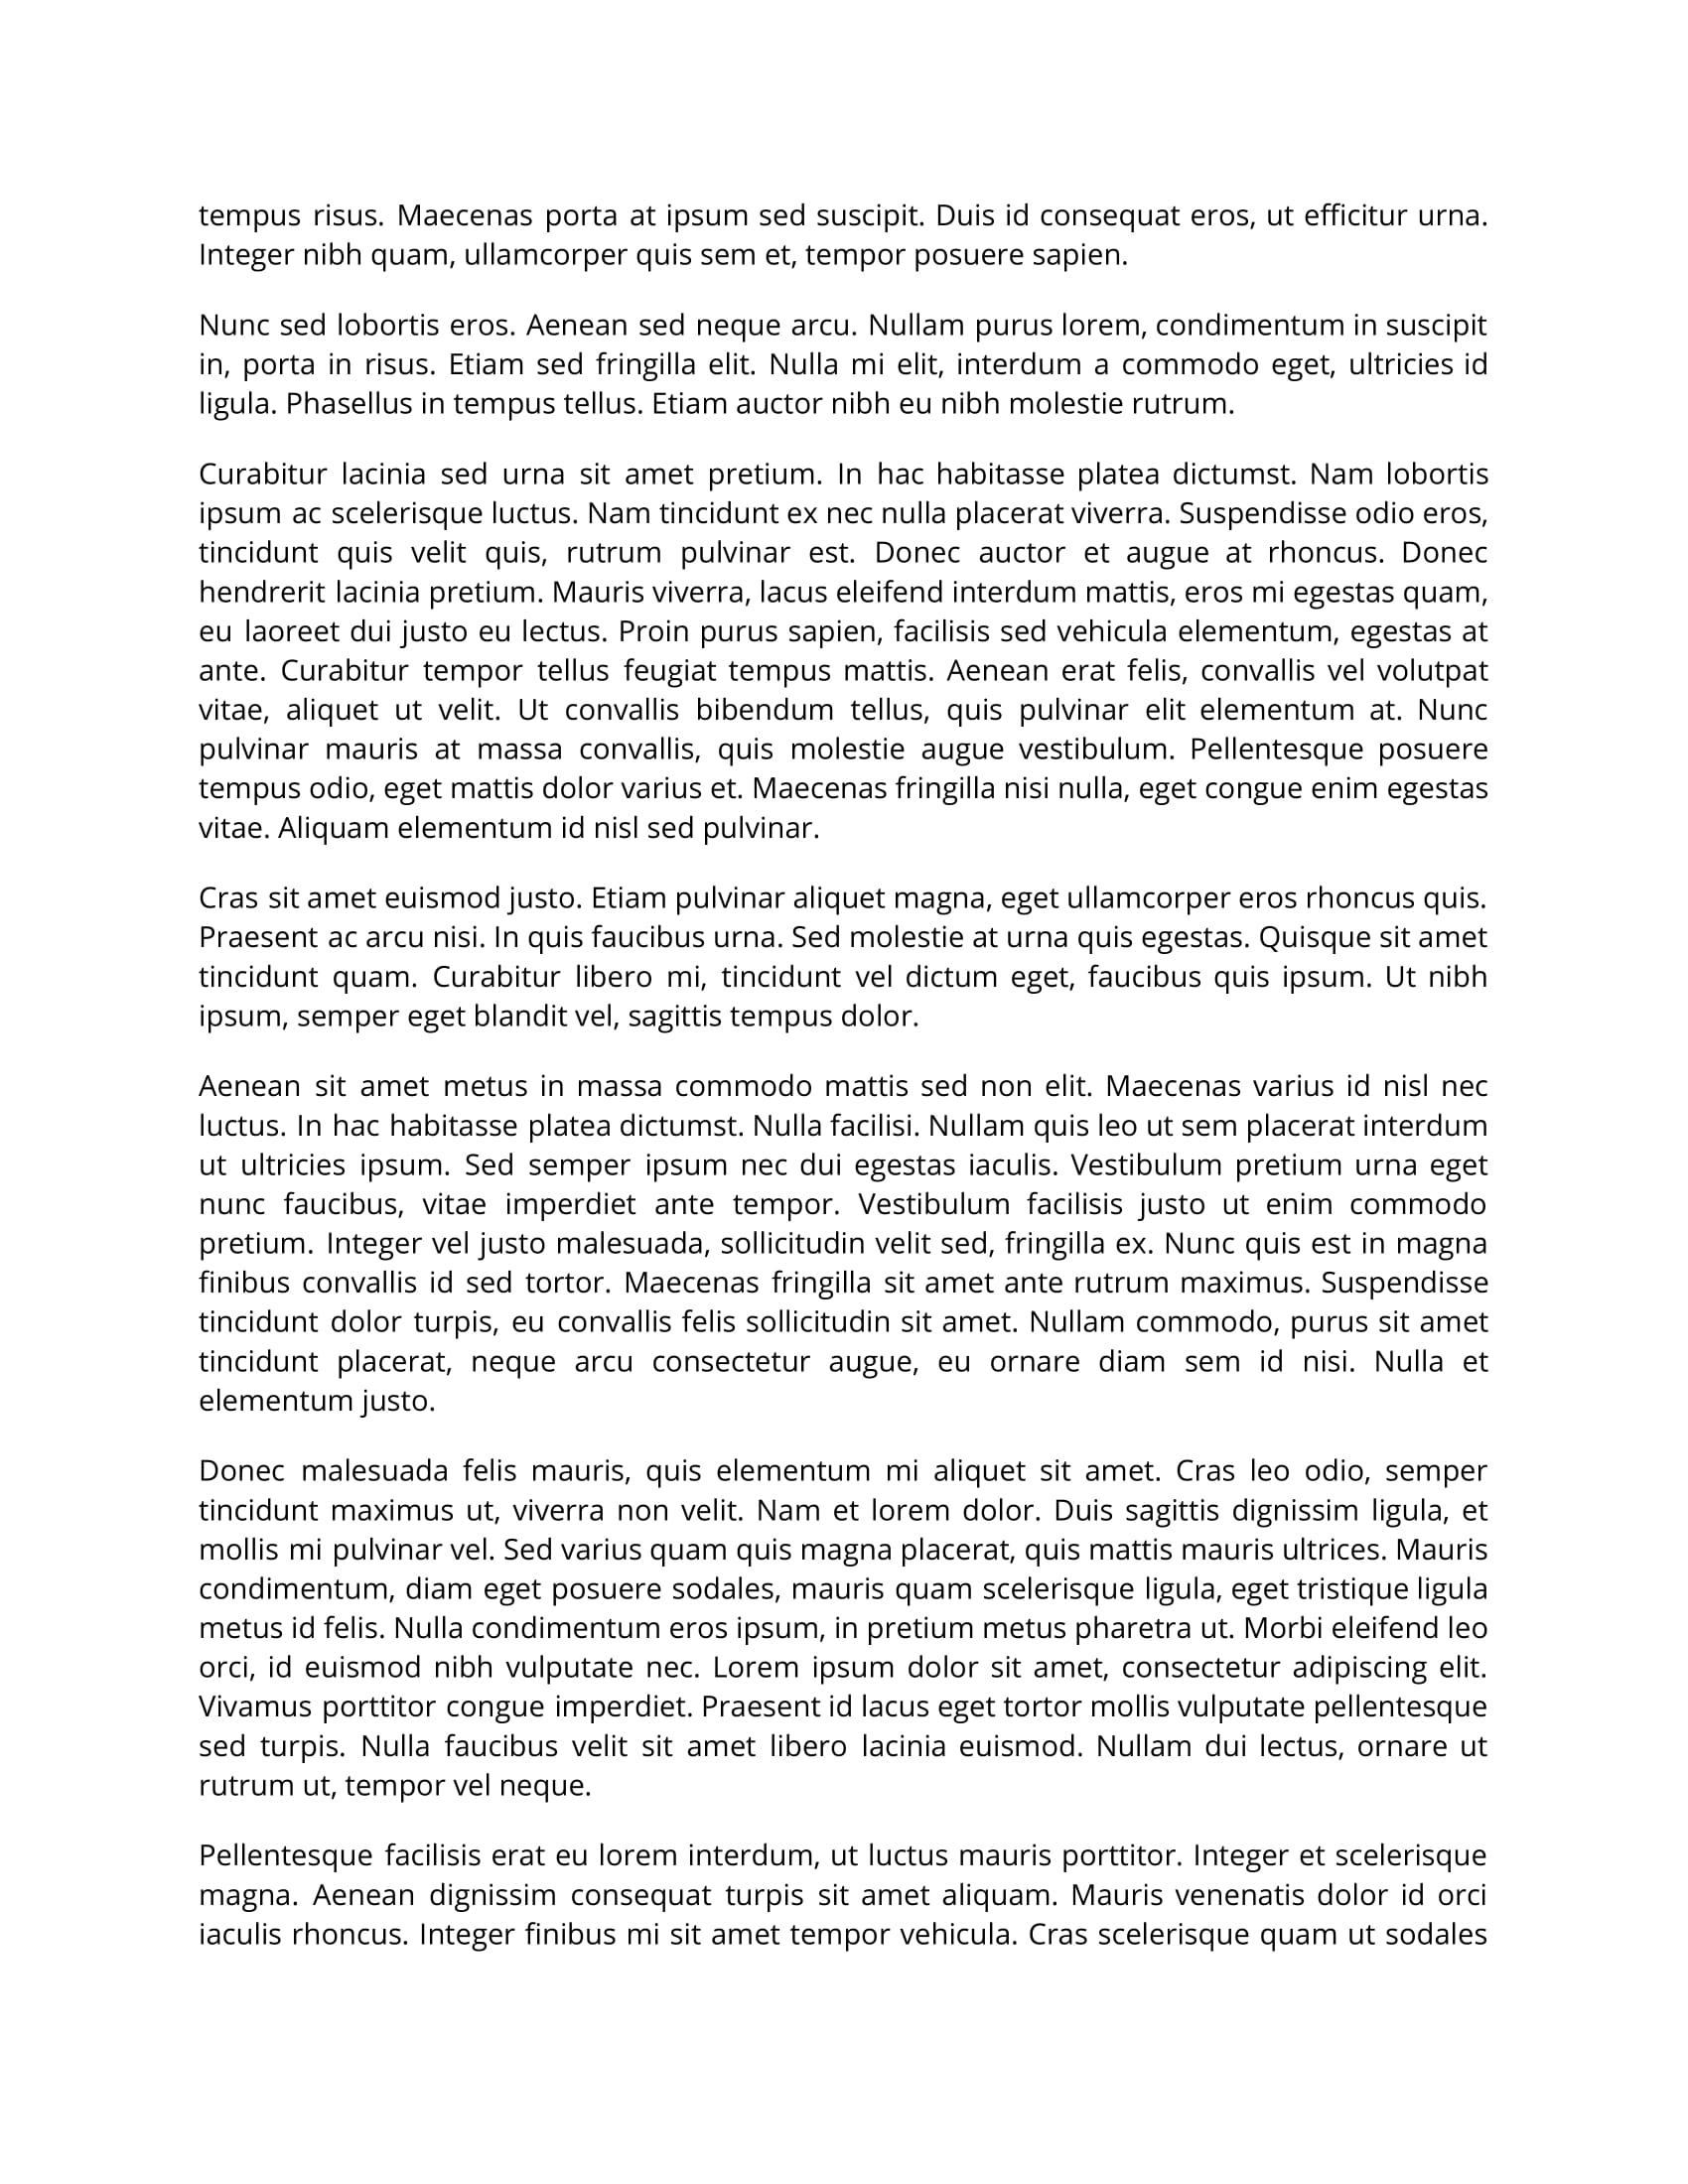 tempus risus. Maecenas porta at ipsum sed suscipit. Duis id consequat eros, ut efficitur urna.
Integer nibh quam, ullamcorper quis sem et, tempor posuere sapien.
Nunc sed lobortis eros. Aenean sed neque arcu. Nullam purus lorem, condimentum in suscipit
in, porta in risus. Etiam sed fringilla elit. Nulla mi elit, interdum a commodo eget, ultricies id
ligula. Phasellus in tempus tellus. Etiam auctor nibh eu nibh molestie rutrum.
Curabitur lacinia sed urna sit amet pretium. In hac habitasse platea dictumst. Nam lobortis
ipsum ac scelerisque luctus. Nam tincidunt ex nec nulla placerat viverra. Suspendisse odio eros,
tincidunt quis velit quis, rutrum pulvinar est. Donec auctor et augue at rhoncus. Donec
hendrerit lacinia pretium. Mauris viverra, lacus eleifend interdum mattis, eros mi egestas quam,
eu laoreet dui justo eu lectus. Proin purus sapien, facilisis sed vehicula elementum, egestas at
ante. Curabitur tempor tellus feugiat tempus mattis. Aenean erat felis, convallis vel volutpat
vitae, aliquet ut velit. Ut convallis bibendum tellus, quis pulvinar elit elementum at. Nunc
pulvinar mauris at massa convallis, quis molestie augue vestibulum. Pellentesque posuere
tempus odio, eget mattis dolor varius et. Maecenas fringilla nisi nulla, eget congue enim egestas
vitae. Aliquam elementum id nisl sed pulvinar.
Cras sit amet euismod justo. Etiam pulvinar aliquet magna, eget ullamcorper eros rhoncus quis.
Praesent ac arcu nisi. In quis faucibus urna. Sed molestie at urna quis egestas. Quisque sit amet
tincidunt quam. Curabitur libero mi, tincidunt vel dictum eget, faucibus quis ipsum. Ut nibh
ipsum, semper eget blandit vel, sagittis tempus dolor.
Aenean sit amet metus in massa commodo mattis sed non elit. Maecenas varius id nisl nec
luctus. In hac habitasse platea dictumst. Nulla facilisi. Nullam quis leo ut sem placerat interdum
ut ultricies ipsum. Sed semper ipsum nec dui egestas iaculis. Vestibulum pretium urna eget
nunc faucibus, vitae imperdiet ante tempor. Vestibulum facilisis justo ut enim commodo
pretium. Integer vel justo malesuada, sollicitudin velit sed, fringilla ex. Nunc quis est in magna
finibus convallis id sed tortor. Maecenas fringilla sit amet ante rutrum maximus. Suspendisse
tincidunt dolor turpis, eu convallis felis sollicitudin sit amet. Nullam commodo, purus sit amet
tincidunt placerat, neque arcu consectetur augue, eu ornare diam sem id nisi. Nulla et
elementum justo.
Donec malesuada felis mauris, quis elementum mi aliquet sit amet. Cras leo odio, semper
tincidunt maximus ut, viverra non velit. Nam et lorem dolor. Duis sagittis dignissim ligula, et
mollis mi pulvinar vel. Sed varius quam quis magna placerat, quis mattis mauris ultrices. Mauris
condimentum, diam eget posuere sodales, mauris quam scelerisque ligula, eget tristique ligula
metus id felis. Nulla condimentum eros ipsum, in pretium metus pharetra ut. Morbi eleifend leo
orci, id euismod nibh vulputate nec. Lorem ipsum dolor sit amet, consectetur adipiscing elit.
Vivamus porttitor congue imperdiet. Praesent id lacus eget tortor mollis vulputate pellentesque
sed turpis. Nulla faucibus velit sit amet libero lacinia euismod. Nullam dui lectus, ornare ut
rutrum ut, tempor vel neque.
Pellentesque facilisis erat eu lorem interdum, ut luctus mauris porttitor. Integer et scelerisque
magna. Aenean dignissim consequat turpis sit amet aliquam. Mauris venenatis dolor id orci
iaculis rhoncus. Integer finibus mi sit amet tempor vehicula. Cras scelerisque quam ut sodales